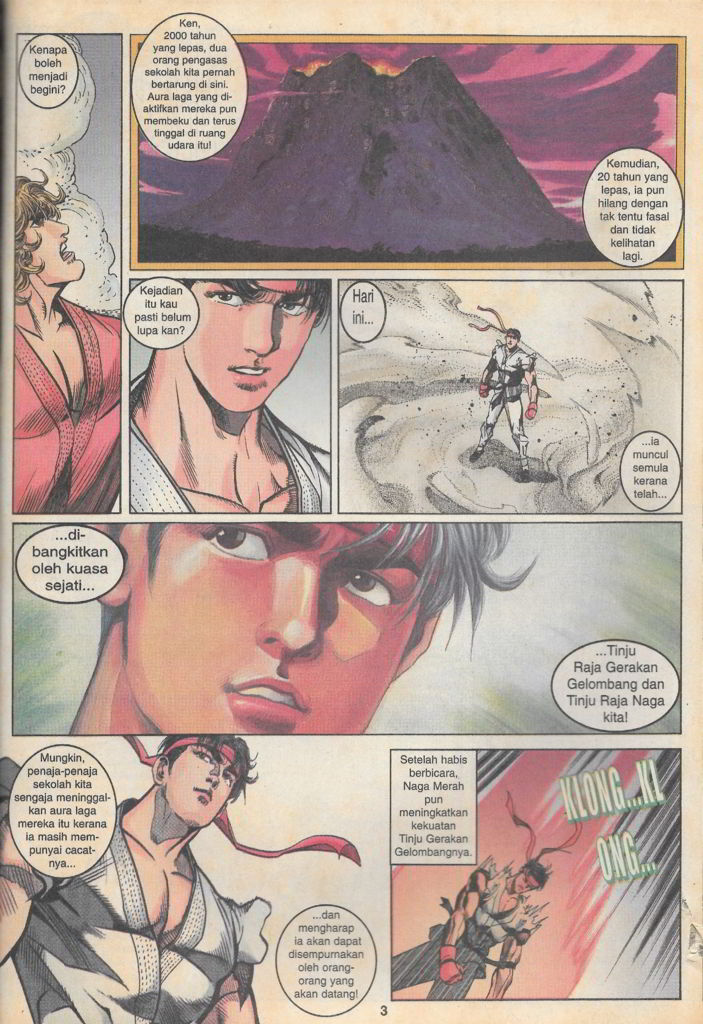 Kenapa
boleh
menjadi
begini?
Ken,
2000 tahun
yang lepas, dua
orang pengasas
sekolah kita pernah
bertarung di sini.
Aura laga yang di-
aktifkan mereka pun
membeku dan terus
tinggal di ruang
udara itu!
Kemudian,
20 tahun yang
lepas, ia pun
hilang dengan
tak tentu fasal
dan tidak
kelihatan
lagi.
Kejadian
itu kau
pasti belum
lupa kan?
Hari
ini...
...ia
muncul
semula
kerana
telah...
...di-
bangkitkan
oleh kuasa
sejati...
...Tinju
Raja Gerakan
Gelombang dan
Tinju Raja Naga
kita!
Mungkin,
penaja-penaja
sekolah kita
sengaja meninggal-
kan aura laga
mereka itu kerana
ia masih mem-
punyai cacat-
nya...
...dan
mengharap
ia akan dapat
disempurnakan
oleh orang-
orang yang
akan datang!
Setelah habis
berbicara,
Naga Merah
pun
meningkatkan
kekuatan
Tinju Gerakan
Gelombangnya.
KLONG...KL
ONG...
3